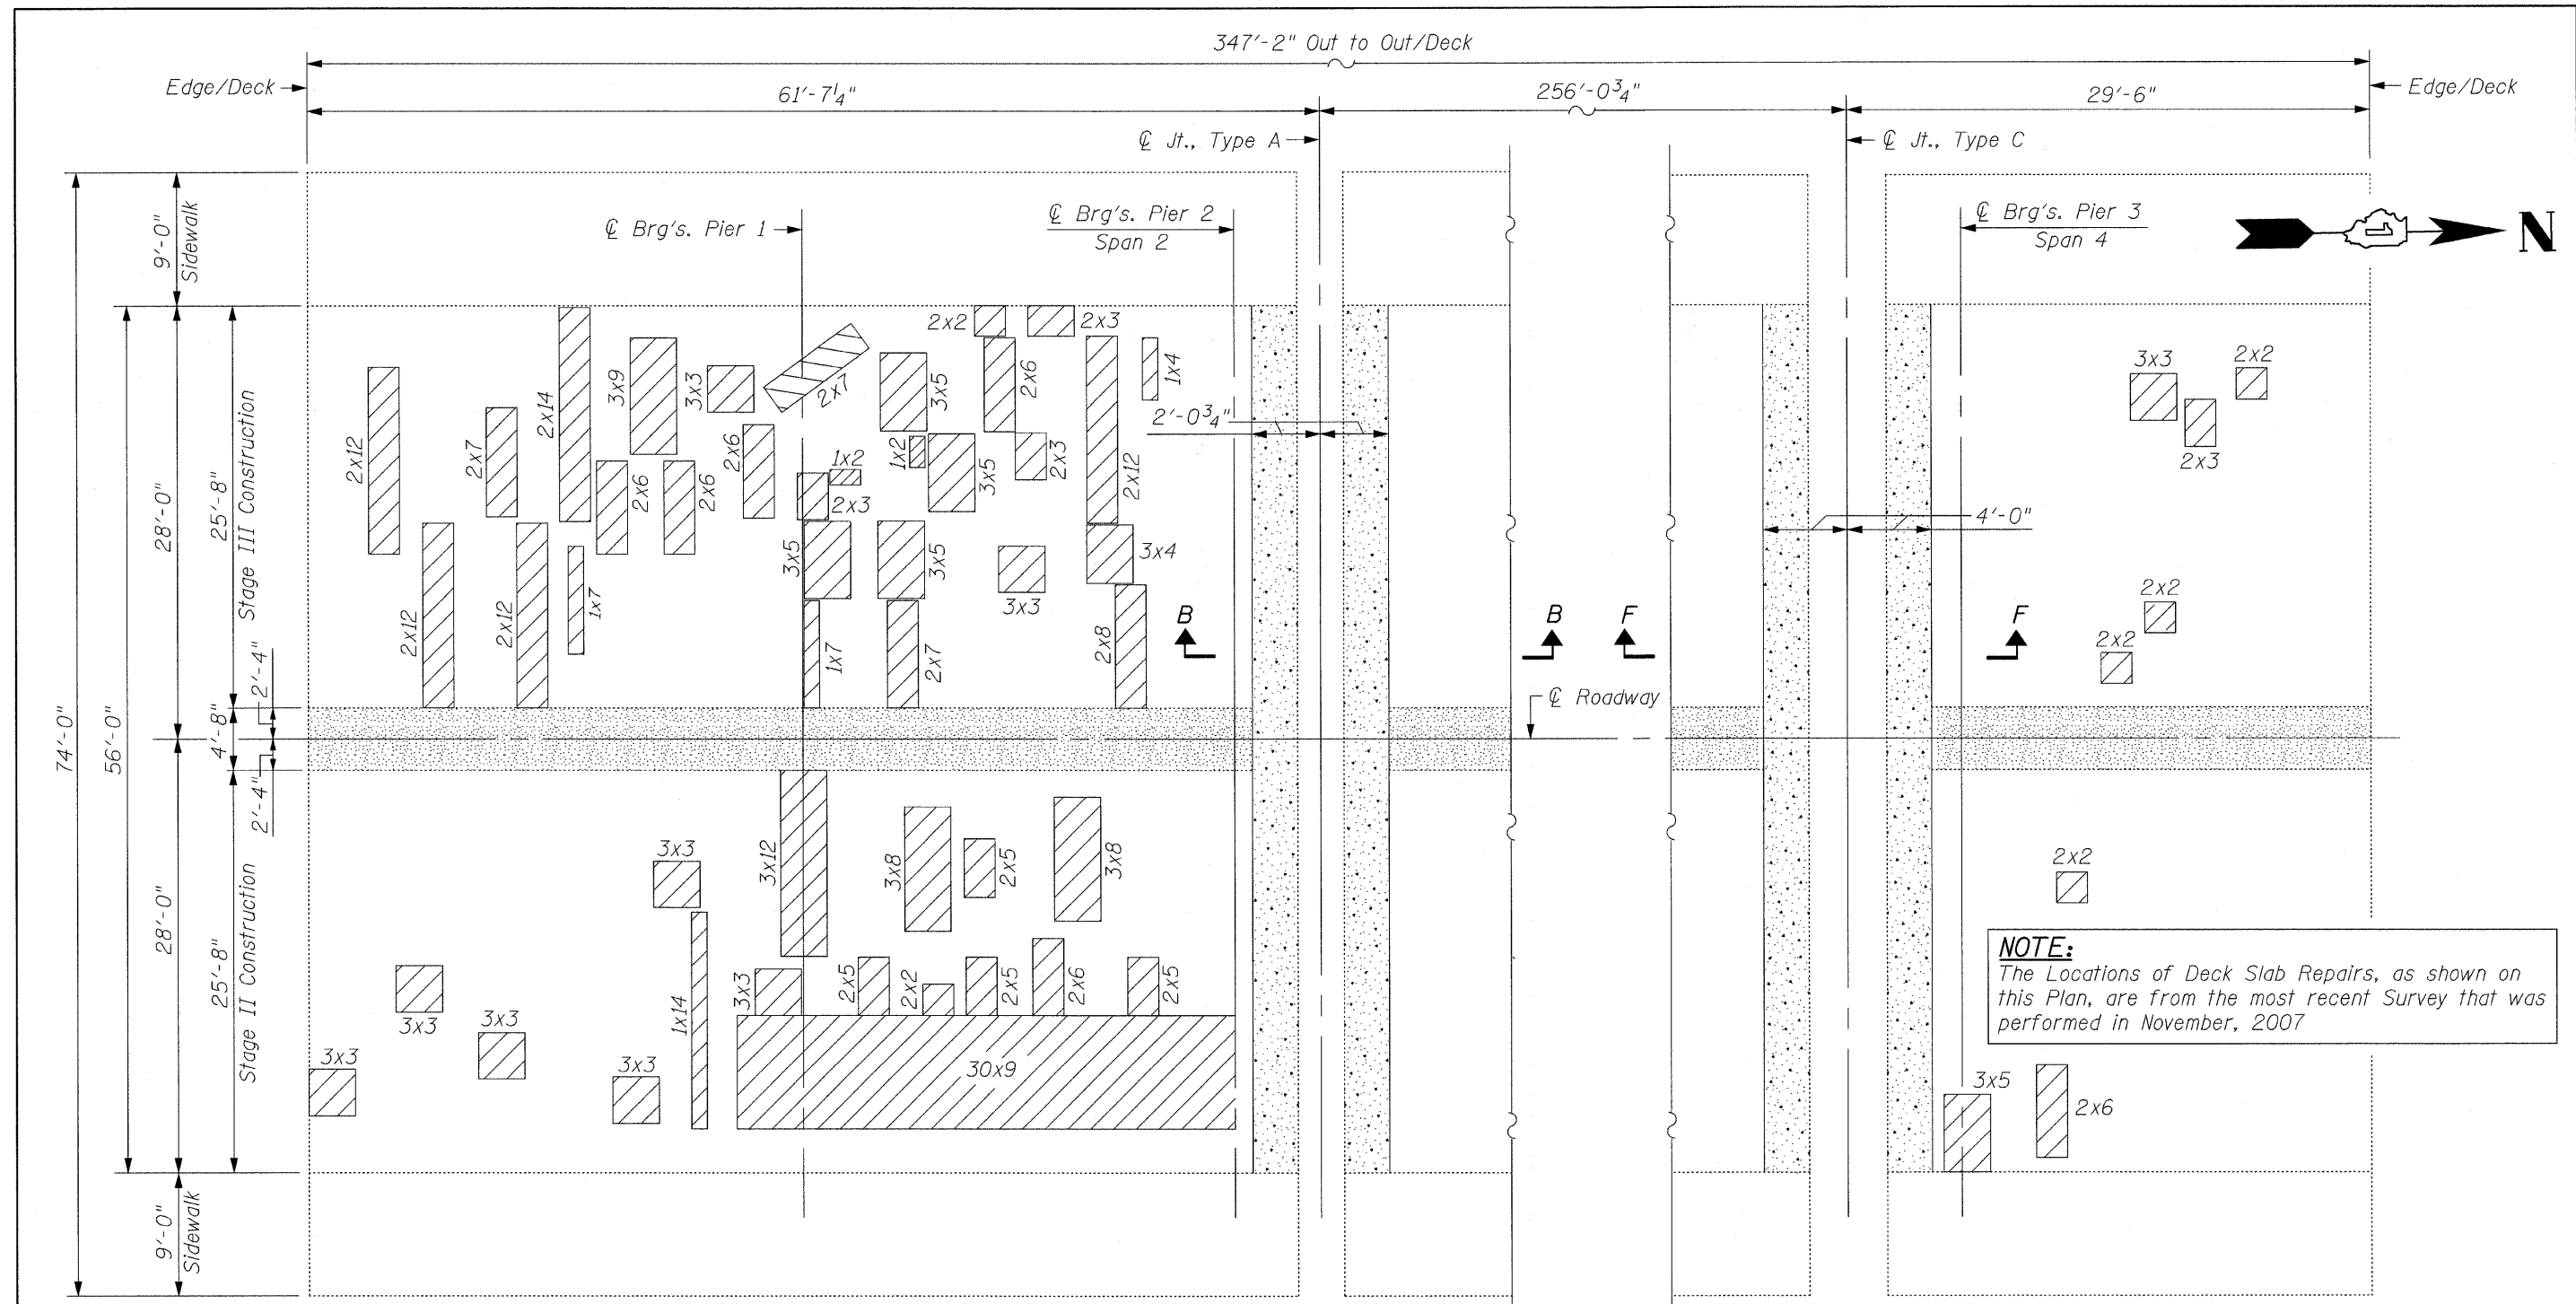 347'-2" Out to Out/Deck
Edge/Deck
61'-7 1/4"
256'-0 3/4"
29'-6"
Edge/Deck
℄ Jt., Type A
℄ Jt., Type C
9'-0"
Sidewalk
℄ Brg's. Pier 1
℄ Brg's. Pier 2
Span 2
℄ Brg's. Pier 3
Span 4
N
74'-0"
56'-0"
28'-0"
25'-8"
Stage III Construction
2'-4"
4'-8"
2'-4"
28'-0"
25'-8"
Stage II Construction
9'-0"
Sidewalk
2x12
2x7
2x14
3x9
3x3
2x7
2x2
2x3
3x5
2x6
1x4
2'-0 3/4"
2x6
2x6
2x6
1x2
1x2
2x3
3x5
2x3
2x12
2x12
2x12
1x7
3x5
3x5
3x3
3x4
1x7
2x7
2x8
B
B
F
F
℄ Roadway
4'-0"
3x3
2x2
2x3
2x2
2x2
3x3
3x12
3x8
2x5
3x8
2x2
3x3
3x3
3x3
3x3
1x14
3x3
2x5
2x2
2x5
2x6
2x5
30x9
3x5
2x6
NOTE:
The Locations of Deck Slab Repairs, as shown on
this Plan, are from the most recent Survey that was
performed in November, 2007